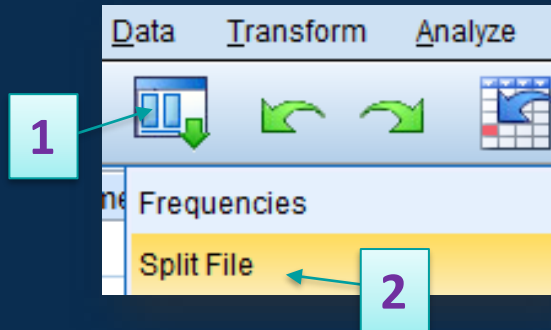 Data Transform Analyze
1
Frequencies
Split File
2